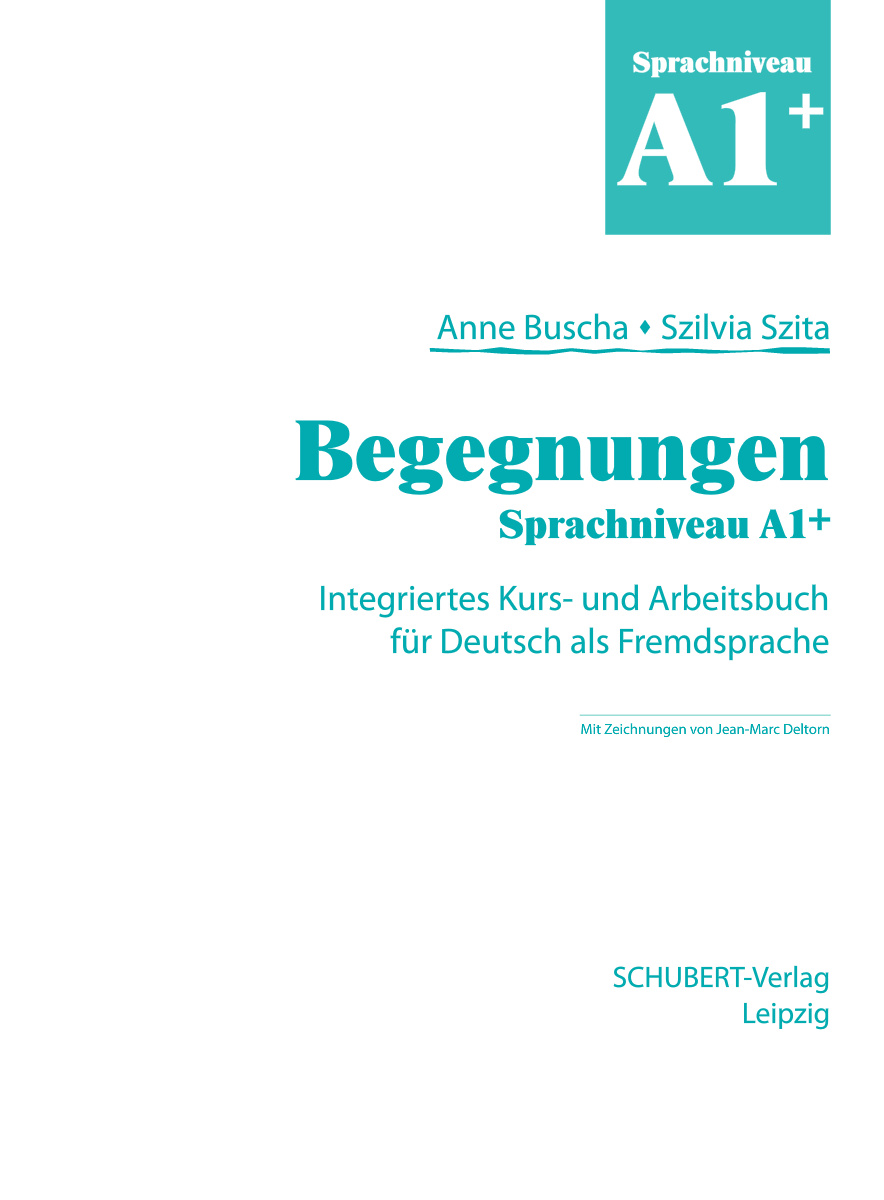 Sprachniveau
A1+
Anne Buscha ♦ Szilvia Szita
Begegnungen
Sprachniveau A1+
Integriertes Kurs- und Arbeitsbuch
für Deutsch als Fremdsprache
Mit Zeichnungen von Jean-Marc Deltorn
SCHUBERT-Verlag
Leipzig